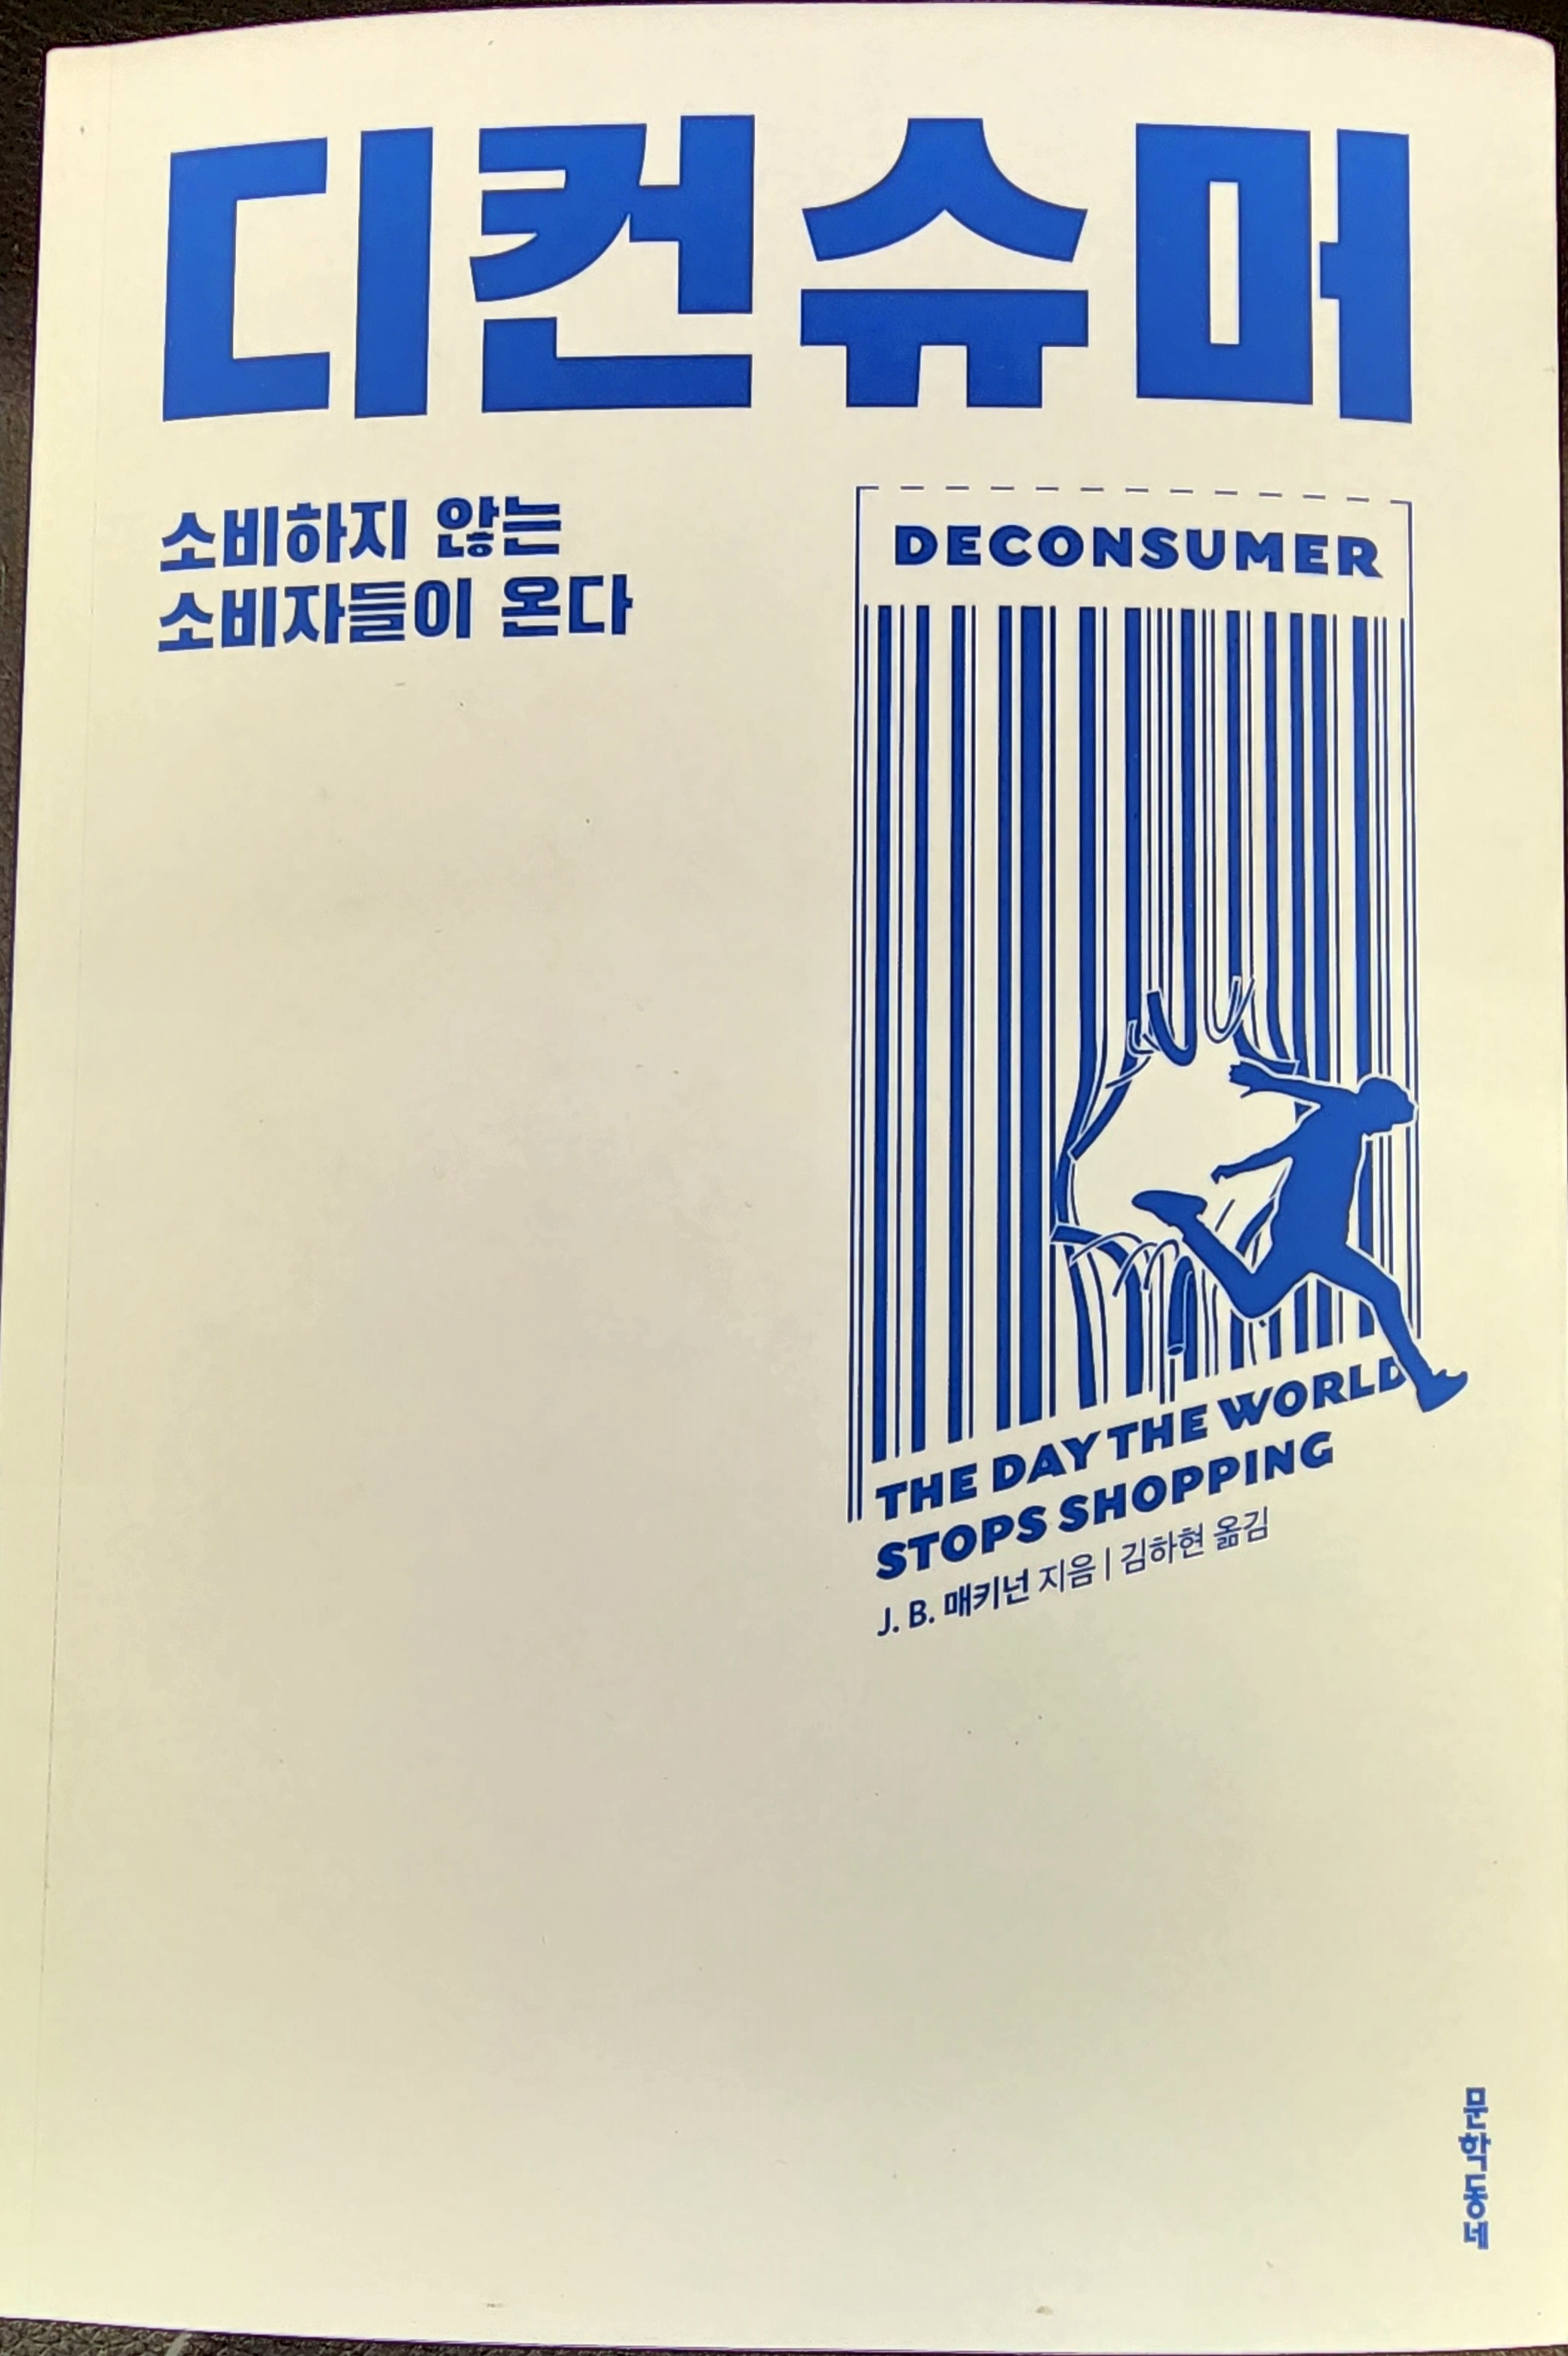 디컨슈머
소비하지 않는
소비자들이 온다
DECONSUMER
THE DAY THE WORLD
STOPS SHOPPING
J. B. 매키넌 지음 | 김하현 옮김
문학동네